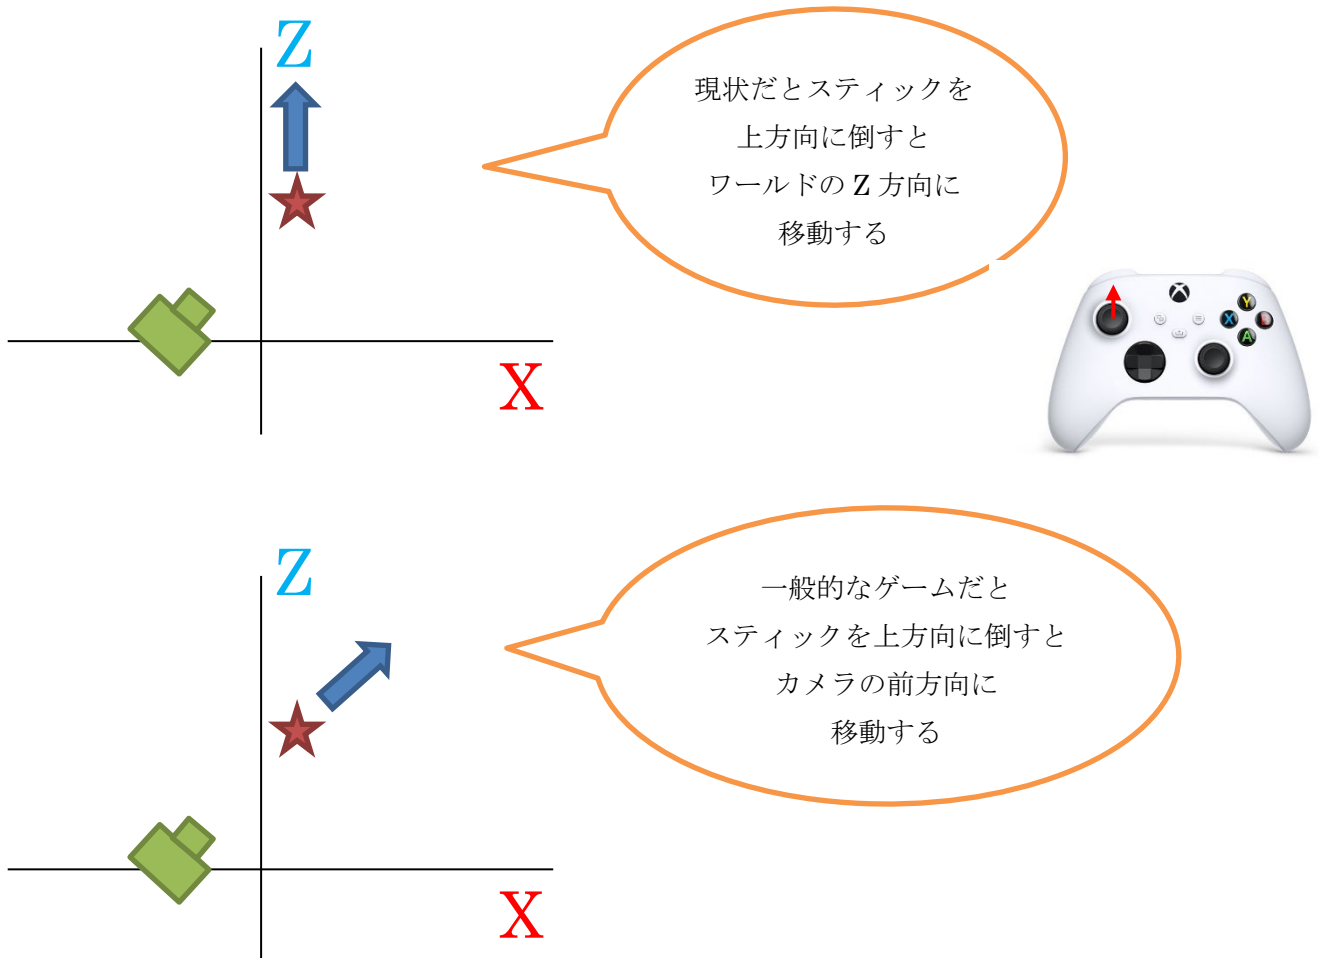 Z
現状だとスティックを
上方向に倒すと
ワールドの Z 方向に
移動する
Y
X
B
A
X
Z
一般的なゲームだと
スティックを上方向に倒すと
カメラの前方向に
移動する
X